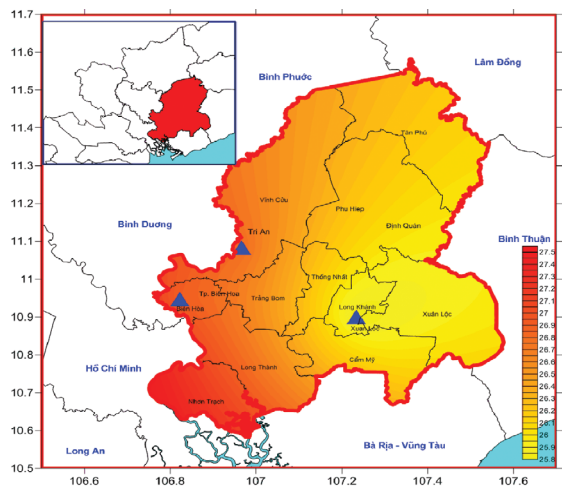 11.7
11.6
11.5
11.4
11.3
11.2
11.1
11
10.9
10.8
10.7
10.6
10.5
Bình Phước
Lâm Đồng
Tân Phú
Vĩnh Cửu
Phu Hiep
Định Quán
Bình Dương
Trị An
Bình Thuận
Thống Nhất
Tp. Biên Hoa
Trảng Bom
Biên Hòa
Long Khánh
Xuân Lộc
Xuan Loc
Cẩm Mỹ
Hồ Chí Minh
Long Thành
Nhơn Trạch
Long An
Bà Rịa - Vũng Tàu
27.5
27.4
27.3
27.2
27.1
27
26.9
26.8
26.7
26.6
26.5
26.4
26.3
26.2
26.1
26
25.9
25.8
106.6
106.8
107
107.2
107.4
107.6